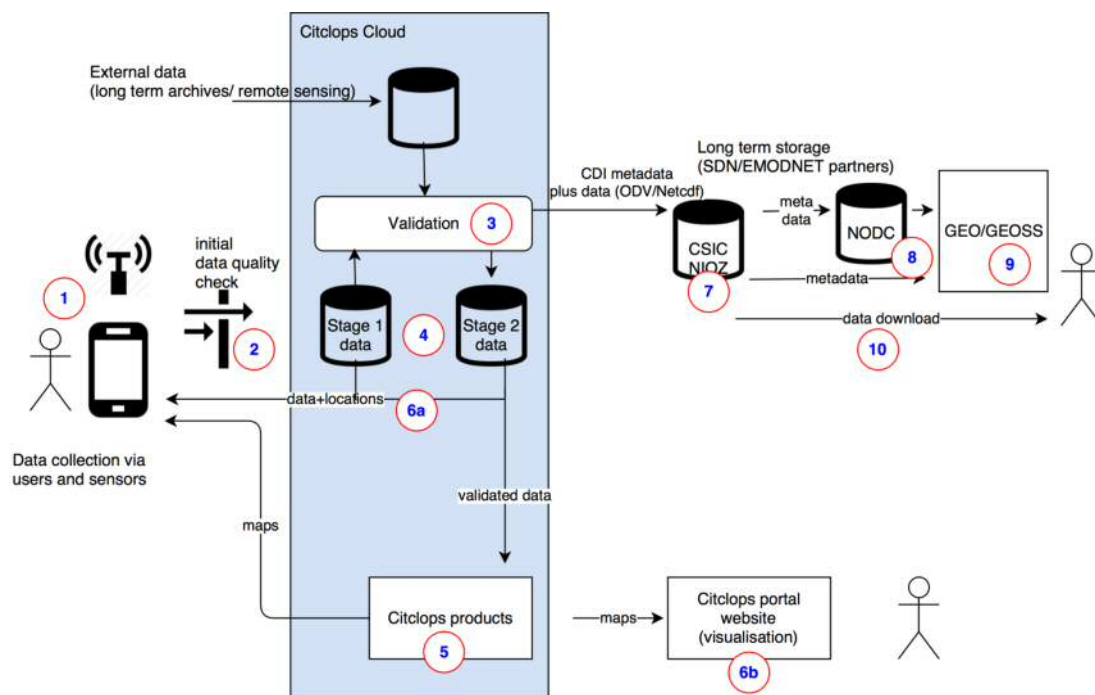 Citclops Cloud
External data
(long term archives/ remote sensing)
Long term storage
(SDN/EMODNET partners)
CDI metadata
plus data (ODV/Netcdf)
Validation
3
meta
data
CSIC
NIOZ
7
NODC
8
GEO/GEOSS
9
metadata
data download
10
initial
data quality
check
1
2
Stage 1
data
4
Stage 2
data
data+locations
6a
Data collection via
users and sensors
validated data
maps
Citclops products
5
maps
Citclops portal
website
(visualisation)
6b